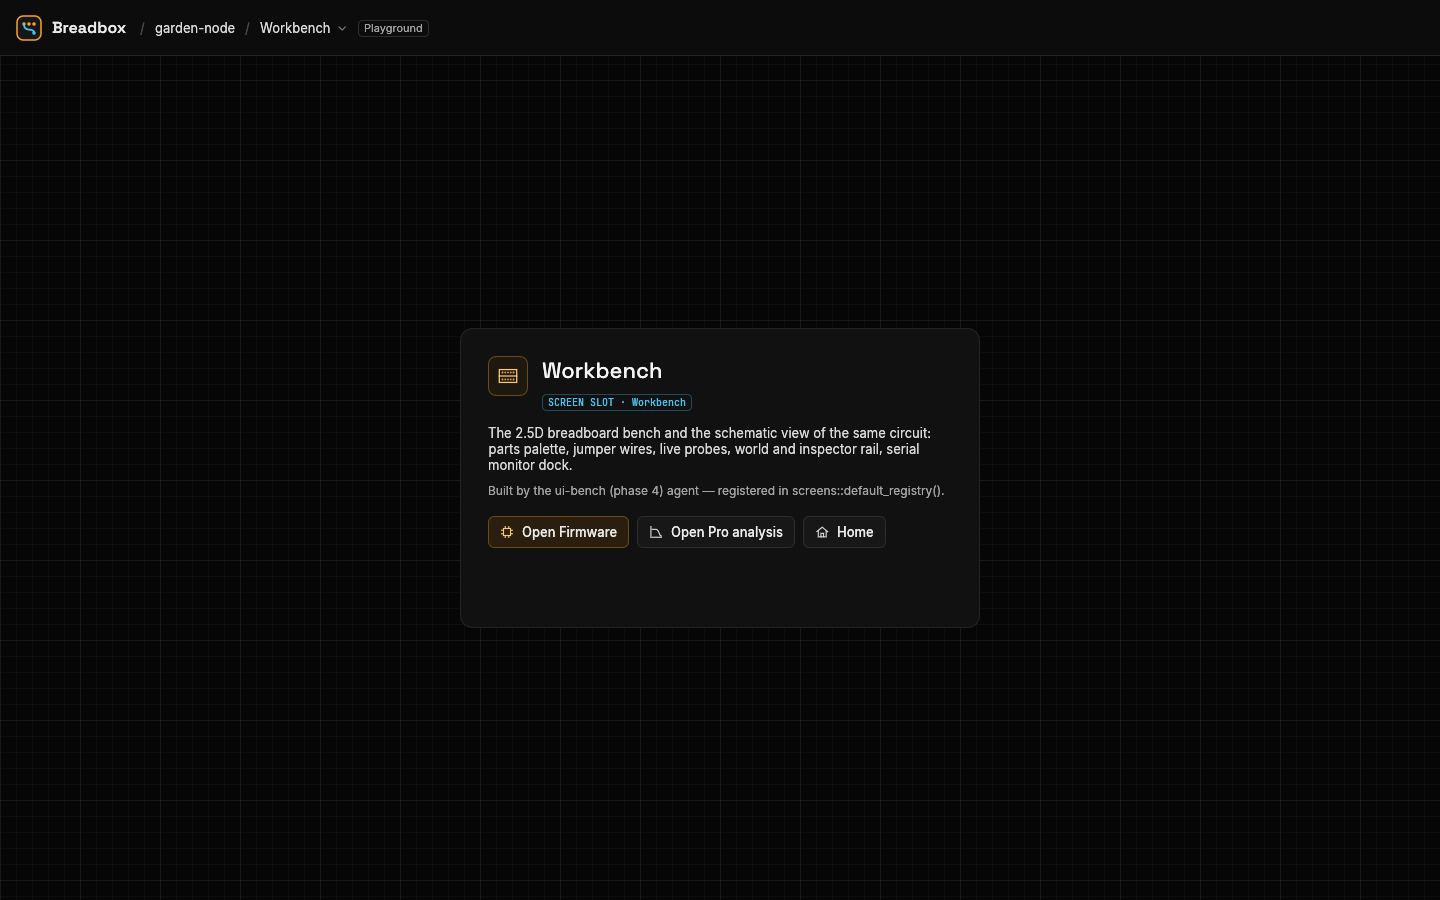 Breadbox / garden-node / Workbench Playground
Workbench
SCREEN SLOT · Workbench
The 2.5D breadboard bench and the schematic view of the same circuit:
parts palette, jumper wires, live probes, world and inspector rail, serial
monitor dock.
Built by the ui-bench (phase 4) agent — registered in screens::default_registry().
Open Firmware Open Pro analysis Home